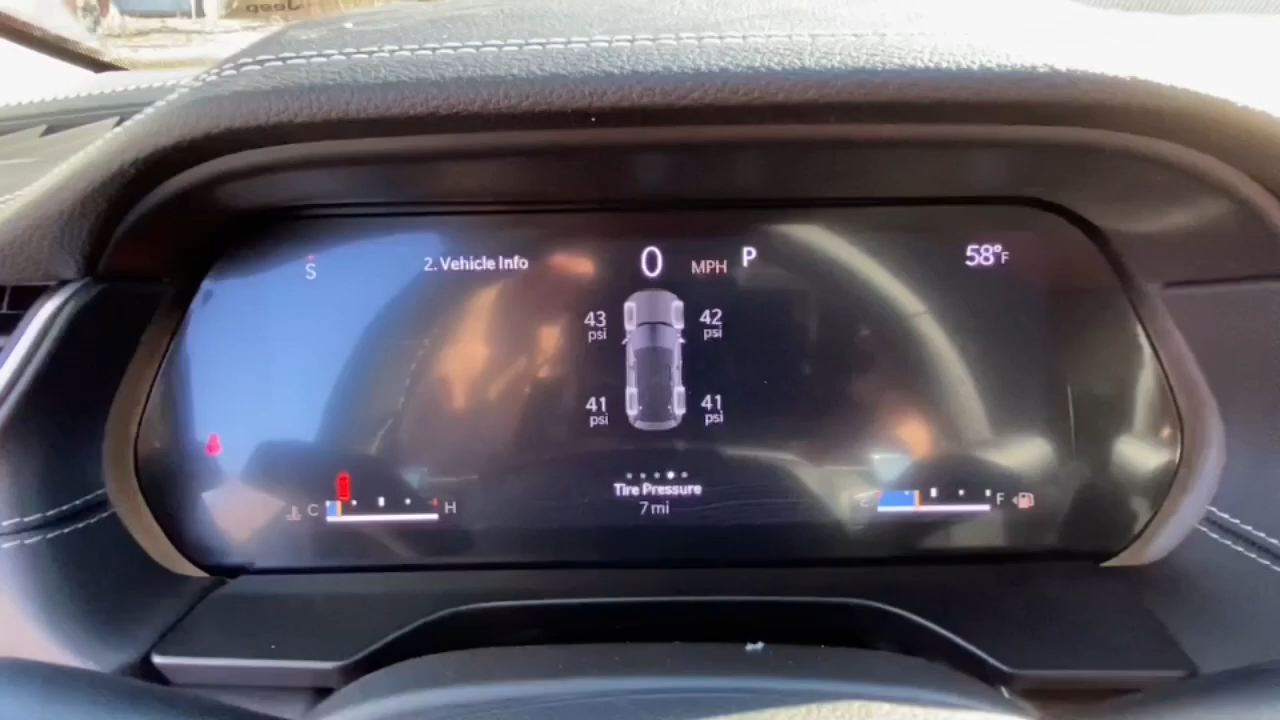 Jeep
S
2. Vehicle Info
0 MPH P
58°F
43 psi
42 psi
41 psi
41 psi
Tire Pressure
7 mi
C H
F